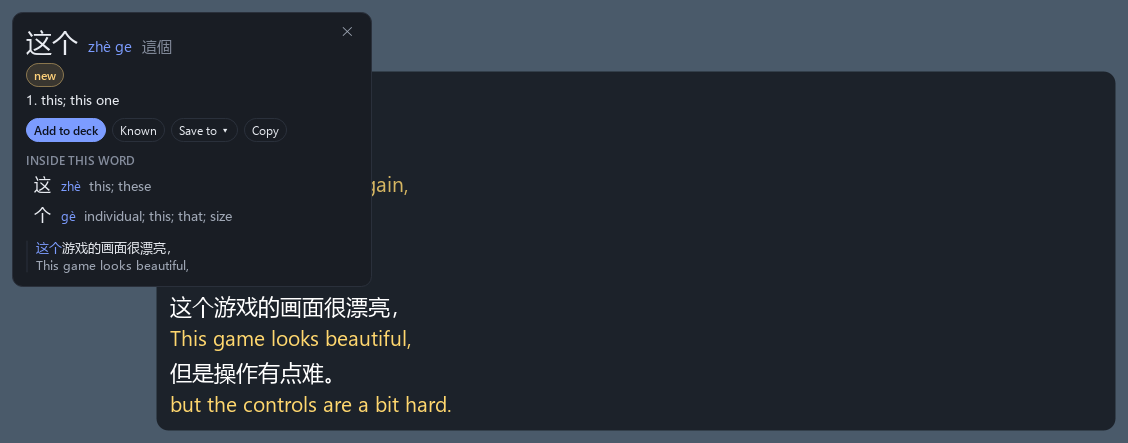 这个 zhè ge 這個
new
1. this; this one
Add to deck Known Save to ▾ Copy
INSIDE THIS WORD
这 zhè this; these
个 gè individual; this; that; size
这个游戏的画面很漂亮，
This game looks beautiful,
gain,
这个游戏的画面很漂亮，
This game looks beautiful,
但是操作有点难。
but the controls are a bit hard.